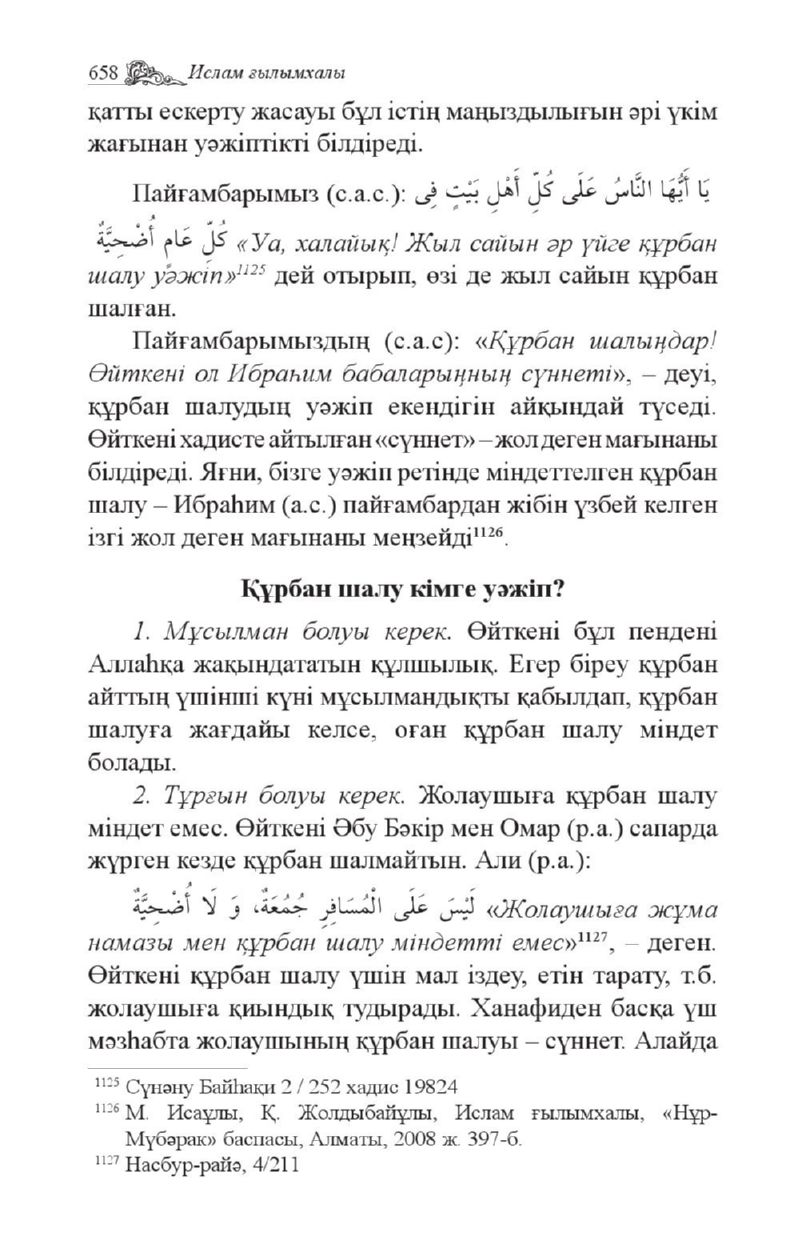 658 Ислам ғылымхалы
қатты ескерту жасауы бұл істің маңыздылығын әрі үкім
жағынан уәжіптікті білдіреді.
Пайғамбарымыз (с.а.с.): يَا أَيُّهَا النَّاسُ عَلَى كُلِّ أَهْلِ بَيْتٍ فِى
كُلِّ عَامٍ أُضْحِيَّةٌ «Уа, халайық! Жыл сайын әр үйге құрбан
шалу уәжіп»1125 дей отырып, өзі де жыл сайын құрбан
шалған.
Пайғамбарымыздың (с.а.с): «Құрбан шалыңдар!
Өйткені ол Ибраһим бабаларыңның сүннеті», – деуі,
құрбан шалудың уәжіп екендігін айқындай түседі.
Өйткені хадисте айтылған «сүннет» – жол деген мағынаны
білдіреді. Яғни, бізге уәжіп ретінде міндеттелген құрбан
шалу – Ибраһим (а.с.) пайғамбардан жібін үзбей келген
ізгі жол деген мағынаны меңзейді1126.
Құрбан шалу кімге уәжіп?
1. Мұсылман болуы керек. Өйткені бұл пендені
Аллаһқа жақындататын құлшылық. Егер біреу құрбан
айттың үшінші күні мұсылмандықты қабылдап, құрбан
шалуға жағдайы келсе, оған құрбан шалу міндет
болады.
2. Тұрғын болуы керек. Жолаушыға құрбан шалу
міндет емес. Өйткені Әбу Бәкір мен Омар (р.а.) сапарда
жүрген кезде құрбан шалмайтын. Али (р.а.):
لَيْسَ عَلَى الْمُسَافِرِ جُمُعَةٌ، وَ لَا أُضْحِيَّةٌ «Жолаушыға жұма
намазы мен құрбан шалу міндетті емес»1127, – деген.
Өйткені құрбан шалу үшін мал іздеу, етін тарату, т.б.
жолаушыға қиындық тудырады. Ханафиден басқа үш
мәзһабта жолаушының құрбан шалуы – сүннет. Алайда
1125 Сүнәну Байһақи 2 / 252 хадис 19824
1126 М. Исаұлы, Қ. Жолдыбайұлы, Ислам ғылымхалы, «Нұр-
Мүбәрак» баспасы, Алматы, 2008 ж. 397-б.
1127 Насбур-райә, 4/211